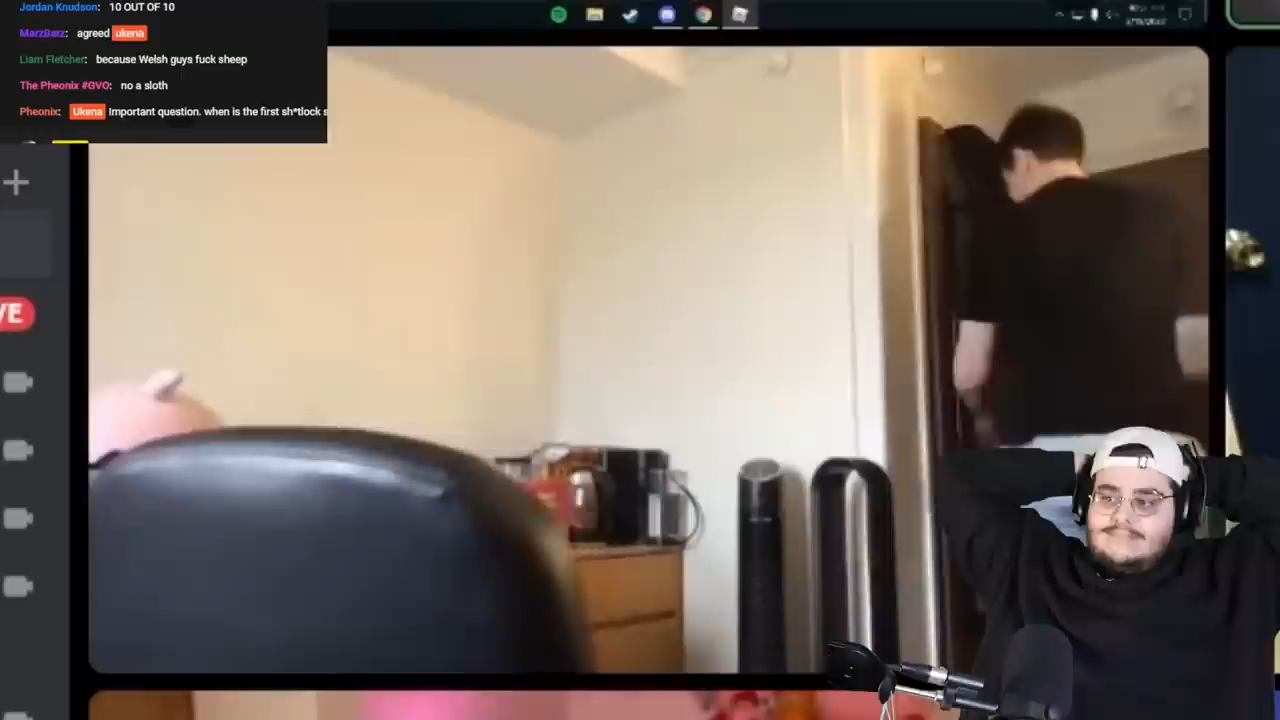 Jordan Knudson: 10 OUT OF 10
MarzBarz: agreed ukena
Liam Fletcher: because Welsh guys fuck sheep
The Pheonix #GVO: no a sloth
Pheonix: Ukena Important question. when is the first sh*tlock s
VE